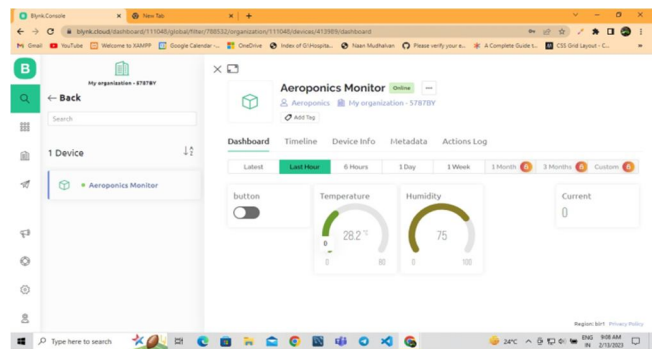 Blynk.Console
New Tab
blynk.cloud/dashboard/111048/global/filter/788532/organization/111048/devices/413989/dashboard
Gmail
YouTube
Welcome to XAMPP
Google Calendar -...
OneDrive
Index of G:\Hospita...
Naan Mudhalvan
Please verify your e...
A Complete Guide t...
CSS Grid Layout - C...
B
My organization - 5787BY
← Back
Search
1 Device
Aeroponics Monitor
Aeroponics Monitor Online
Aeroponics My organization - 5787BY
Add Tag
Dashboard Timeline Device Info Metadata Actions Log
Latest Last Hour 6 Hours 1 Day 1 Week 1 Month 3 Months Custom
button Temperature Humidity Current
0 28.2 °C 75 0
0 80 0 100
Region: blr1 Privacy Policy
Type here to search
24°C
ENG
IN
9:08 AM
2/13/2023